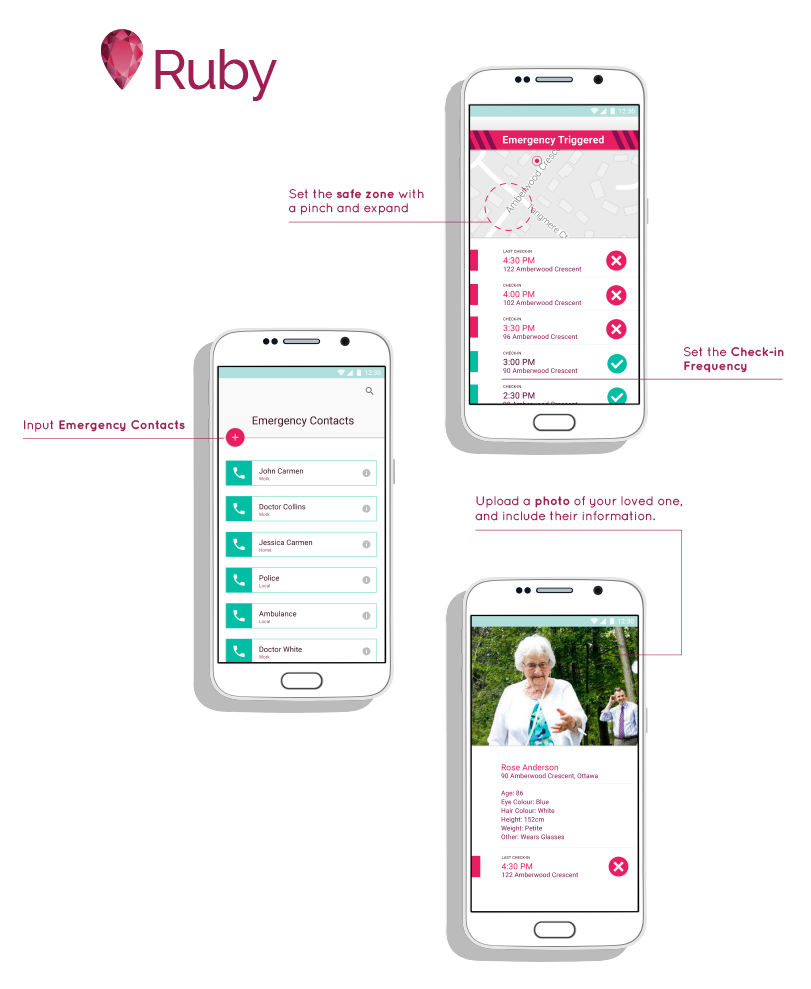 Ruby
12:30
Emergency Triggered
Amberwood Cresc
Longmere Cr
Set the safe zone with
a pinch and expand
LAST CHECK-IN
4:30 PM
122 Amberwood Crescent
CHECK-IN
4:00 PM
102 Amberwood Crescent
CHECK-IN
3:30 PM
96 Amberwood Crescent
CHECK-IN
3:00 PM
90 Amberwood Crescent
CHECK-IN
2:30 PM
Amberwood Crescent
Set the Check-in
Frequency
12:30
Emergency Contacts
Input Emergency Contacts
+
John Carmen
Work
Doctor Collins
Work
Jessica Carmen
Home
Police
Local
Ambulance
Local
Doctor White
Work
Upload a photo of your loved one,
and include their information.
12:30
Rose Anderson
90 Amberwood Crescent, Ottawa
Age: 86
Eye Colour: Blue
Hair Colour: White
Height: 152cm
Weight: Petite
Other: Wears Glasses
LAST CHECK-IN
4:30 PM
122 Amberwood Crescent